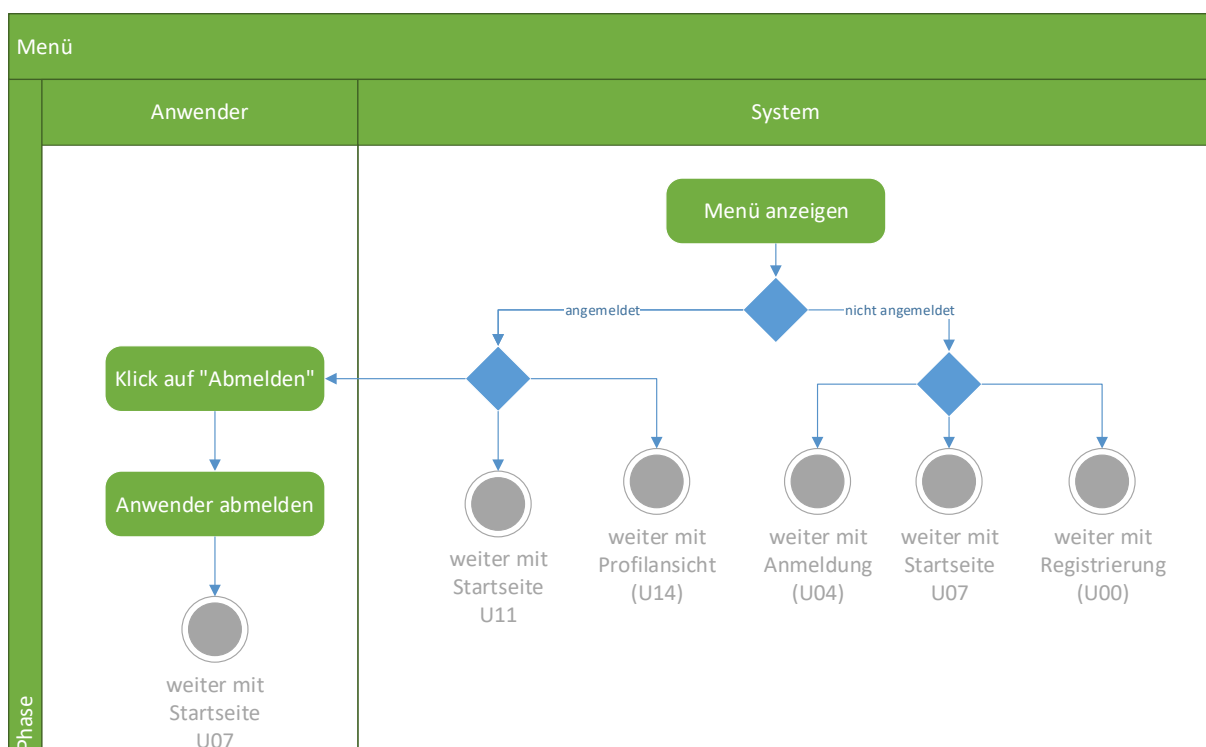 Menü
Anwender
System
Menü anzeigen
angemeldet
nicht angemeldet
Klick auf "Abmelden"
Anwender abmelden
weiter mit
Startseite
U11
weiter mit
Profilansicht
(U14)
weiter mit
Anmeldung
(U04)
weiter mit
Startseite
U07
weiter mit
Registrierung
(U00)
weiter mit
Startseite
U07
Phase